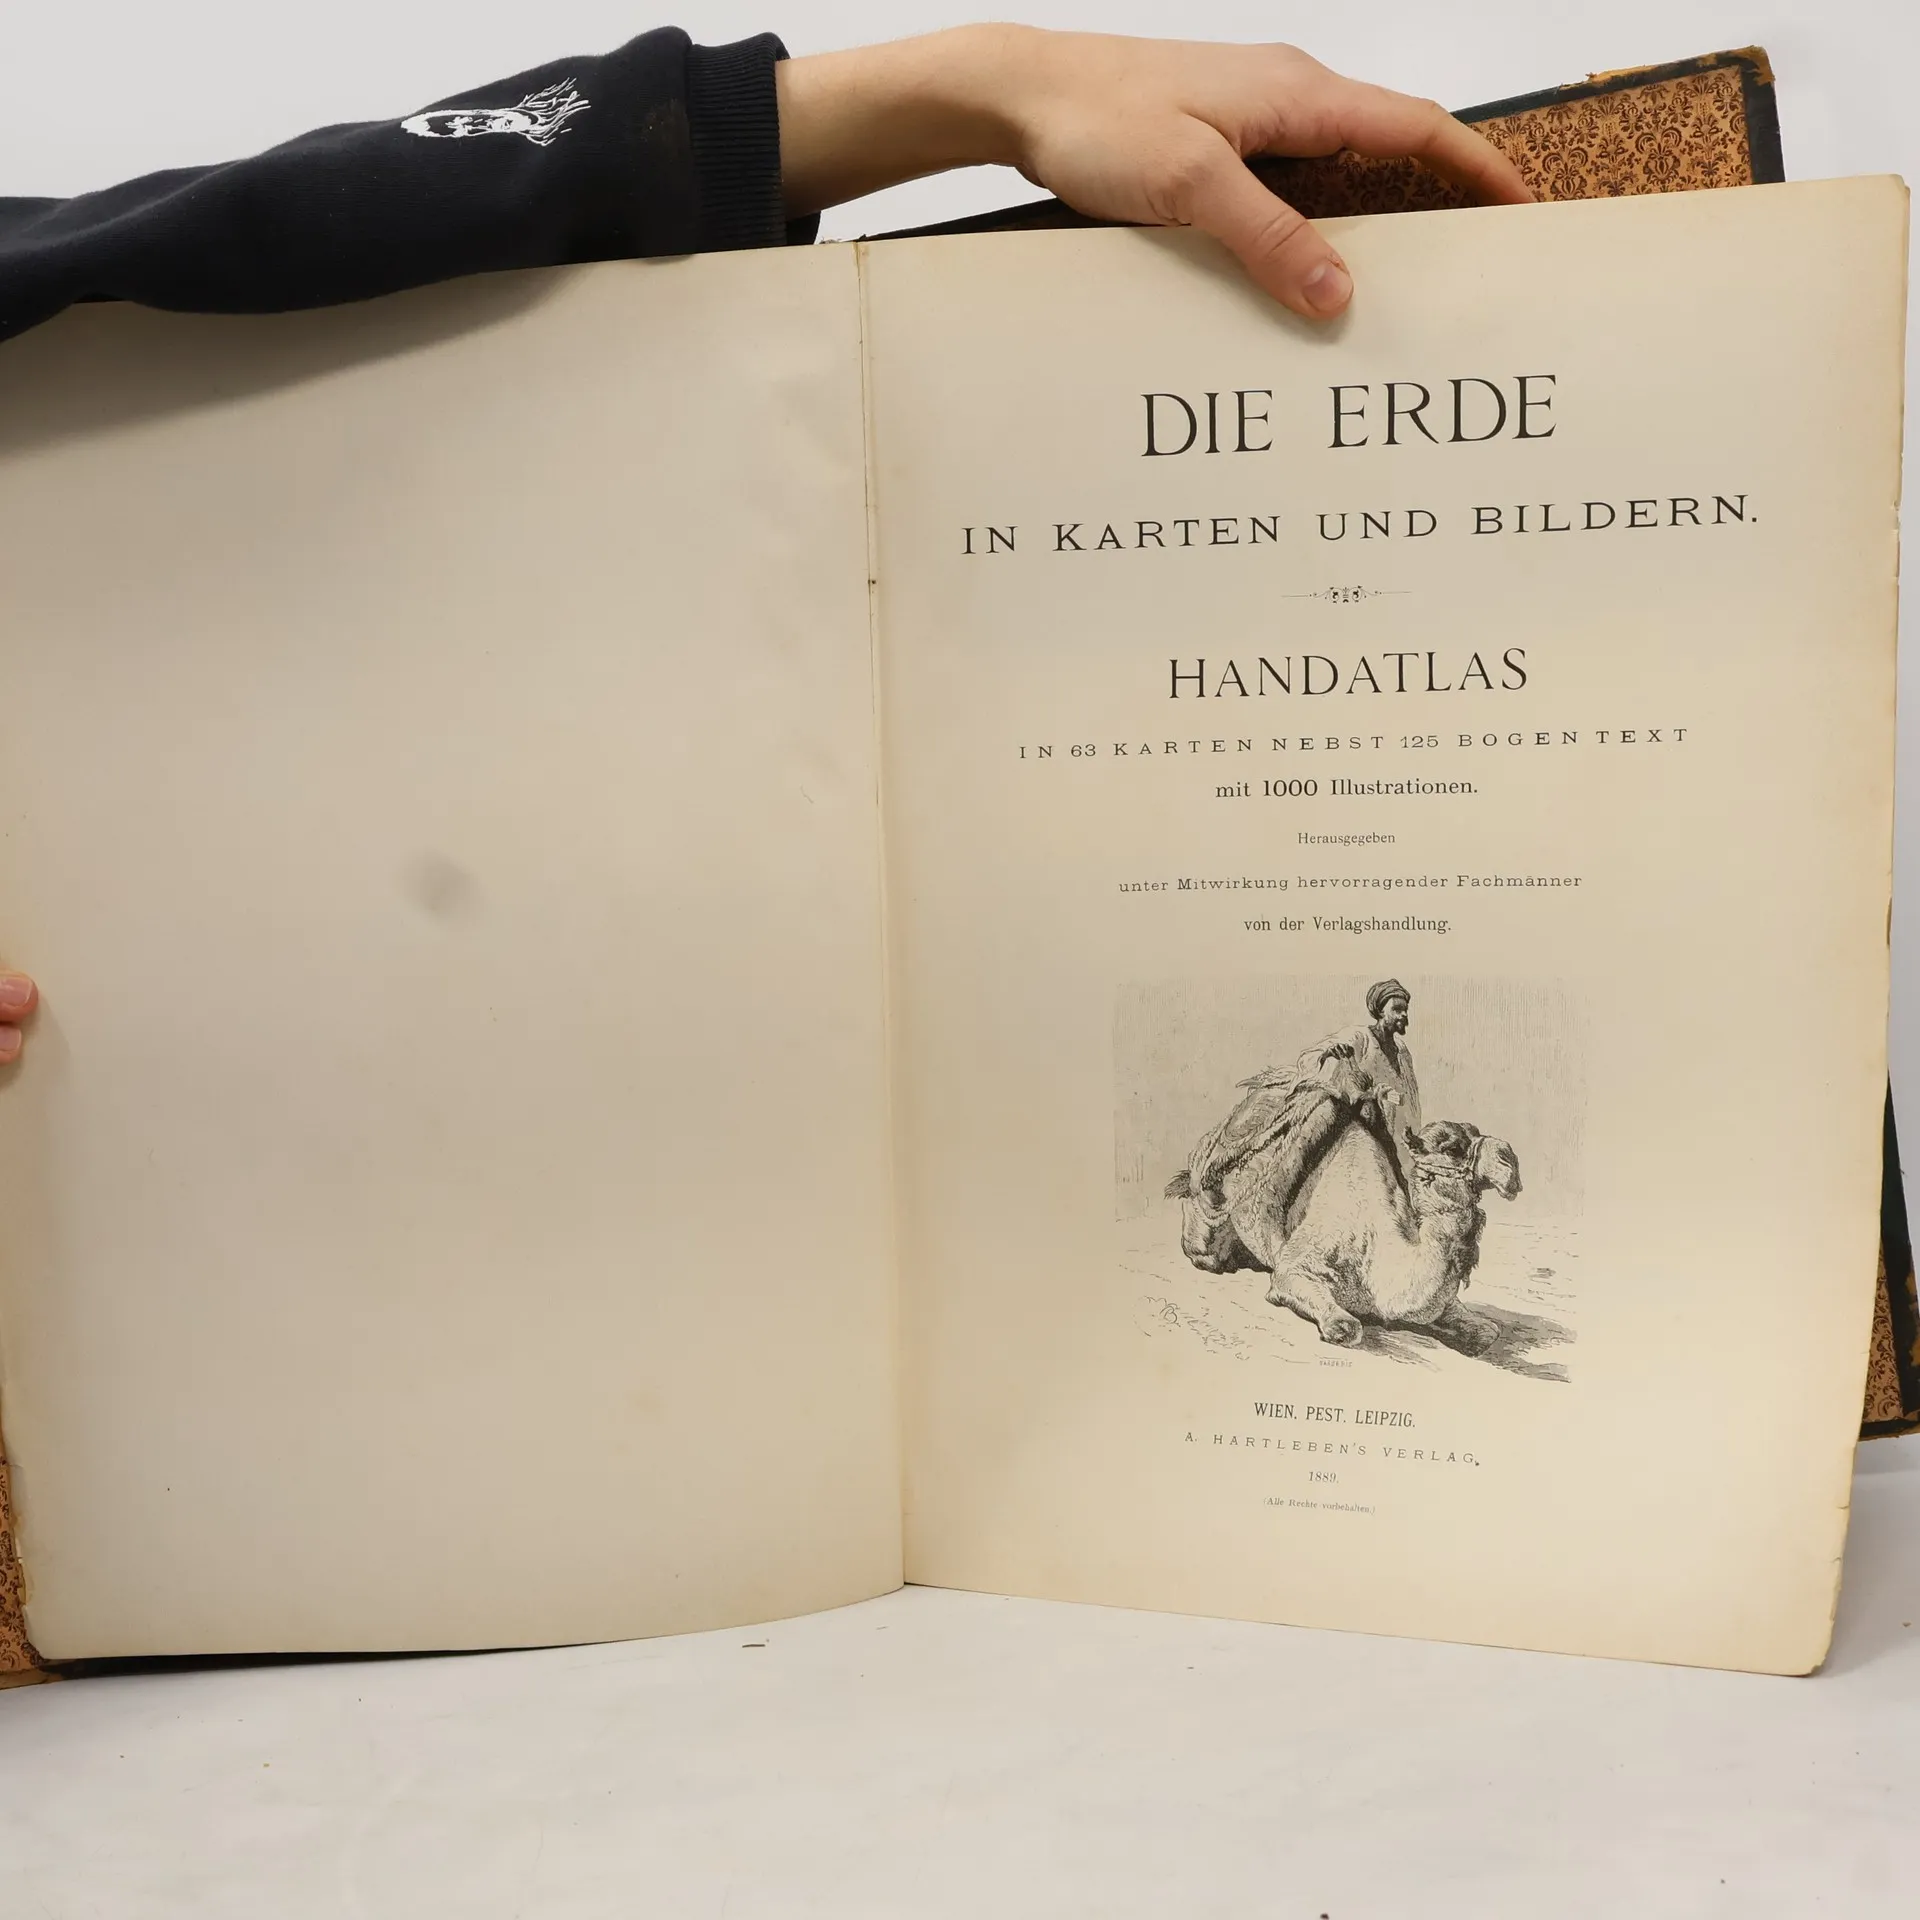 DIE ERDE
IN KARTEN UND BILDERN.
HANDATLAS
IN 63 KARTEN NEBST 125 BOGEN TEXT
mit 1000 Illustrationen.
Herausgegeben
unter Mitwirkung hervorragender Fachmänner
von der Verlagshandlung.
WIEN. PEST. LEIPZIG.
A. HARTLEBEN'S VERLAG.
1889.
(Alle Rechte vorbehalten.)